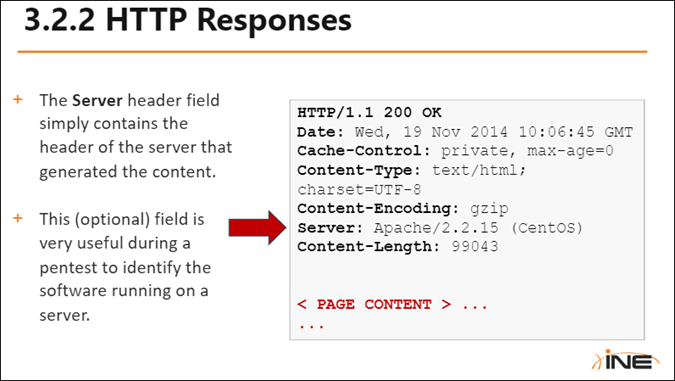 3.2.2 HTTP Responses
+ The Server header field
simply contains the
header of the server that
generated the content.
+ This (optional) field is
very useful during a
pentest to identify the
software running on a
server.
HTTP/1.1 200 OK
Date: Wed, 19 Nov 2014 10:06:45 GMT
Cache-Control: private, max-age=0
Content-Type: text/html;
charset=UTF-8
Content-Encoding: gzip
Server: Apache/2.2.15 (CentOS)
Content-Length: 99043
< PAGE CONTENT > ...
...
INE